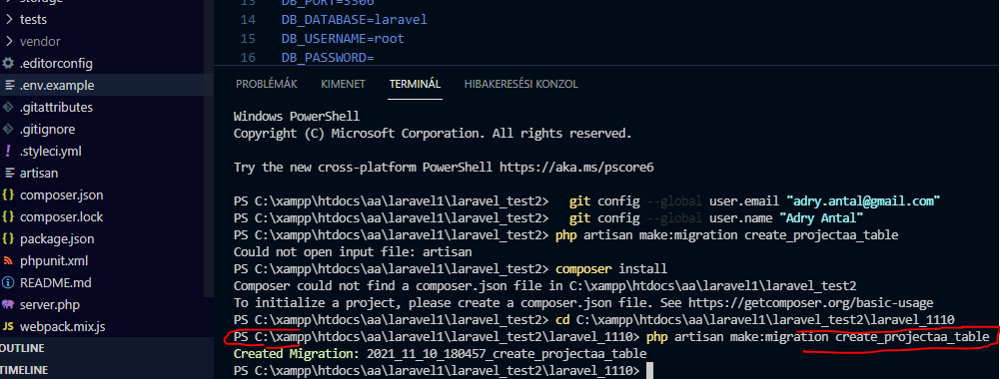 storage
tests
vendor
.editorconfig
.env.example
.gitattributes
.gitignore
.styleci.yml
artisan
composer.json
composer.lock
package.json
phpunit.xml
README.md
server.php
webpack.mix.js
OUTLINE
TIMELINE
13 DB_PORT=3306
14 DB_DATABASE=laravel
15 DB_USERNAME=root
16 DB_PASSWORD=
PROBLÉMÁK KIMENET TERMINÁL HIBAKERESÉSI KONZOL
Windows PowerShell
Copyright (C) Microsoft Corporation. All rights reserved.
Try the new cross-platform PowerShell https://aka.ms/pscore6
PS C:\xampp\htdocs\aa\laravel1\laravel_test2> git config --global user.email "adry.antal@gmail.com"
PS C:\xampp\htdocs\aa\laravel1\laravel_test2> git config --global user.name "Adry Antal"
PS C:\xampp\htdocs\aa\laravel1\laravel_test2> php artisan make:migration create_projectaa_table
Could not open input file: artisan
PS C:\xampp\htdocs\aa\laravel1\laravel_test2> composer install
Composer could not find a composer.json file in C:\xampp\htdocs\aa\laravel1\laravel_test2
To initialize a project, please create a composer.json file. See https://getcomposer.org/basic-usage
PS C:\xampp\htdocs\aa\laravel1\laravel_test2> cd C:\xampp\htdocs\aa\laravel1\laravel_test2\laravel_1110
PS C:\xampp\htdocs\aa\laravel1\laravel_test2\laravel_1110> php artisan make:migration create_projectaa_table
Created Migration: 2021_11_10_180457_create_projectaa_table
PS C:\xampp\htdocs\aa\laravel1\laravel_test2\laravel_1110>